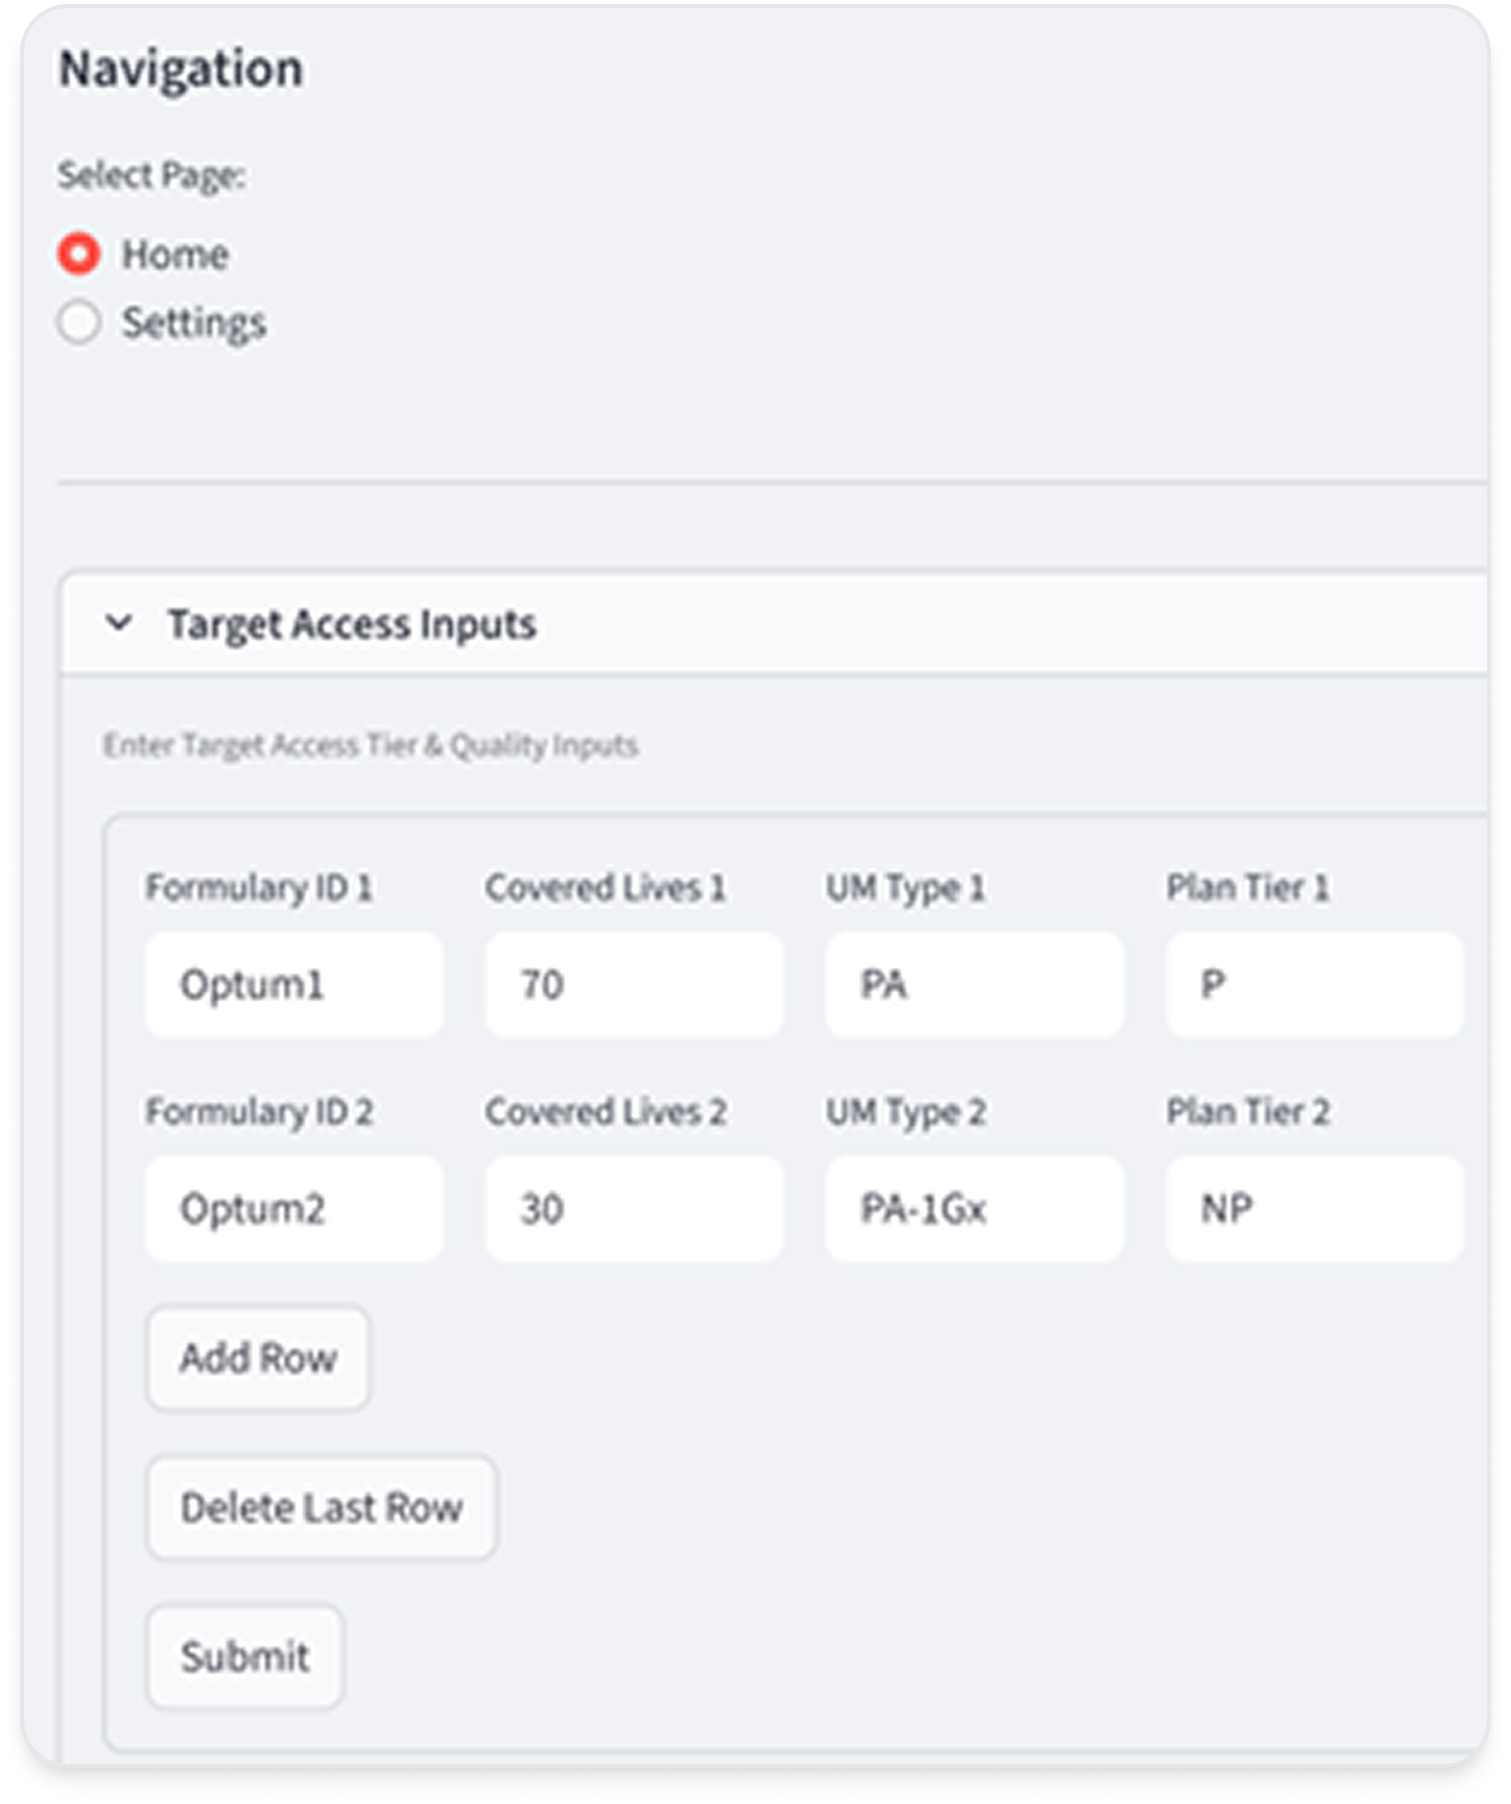 Navigation
Select Page:
Home
Settings
Target Access Inputs
Enter Target Access Tier & Quality Inputs
Formulary ID 1 Covered Lives 1 UM Type 1 Plan Tier 1
Optum1 70 PA P
Formulary ID 2 Covered Lives 2 UM Type 2 Plan Tier 2
Optum2 30 PA-1Gx NP
Add Row
Delete Last Row
Submit